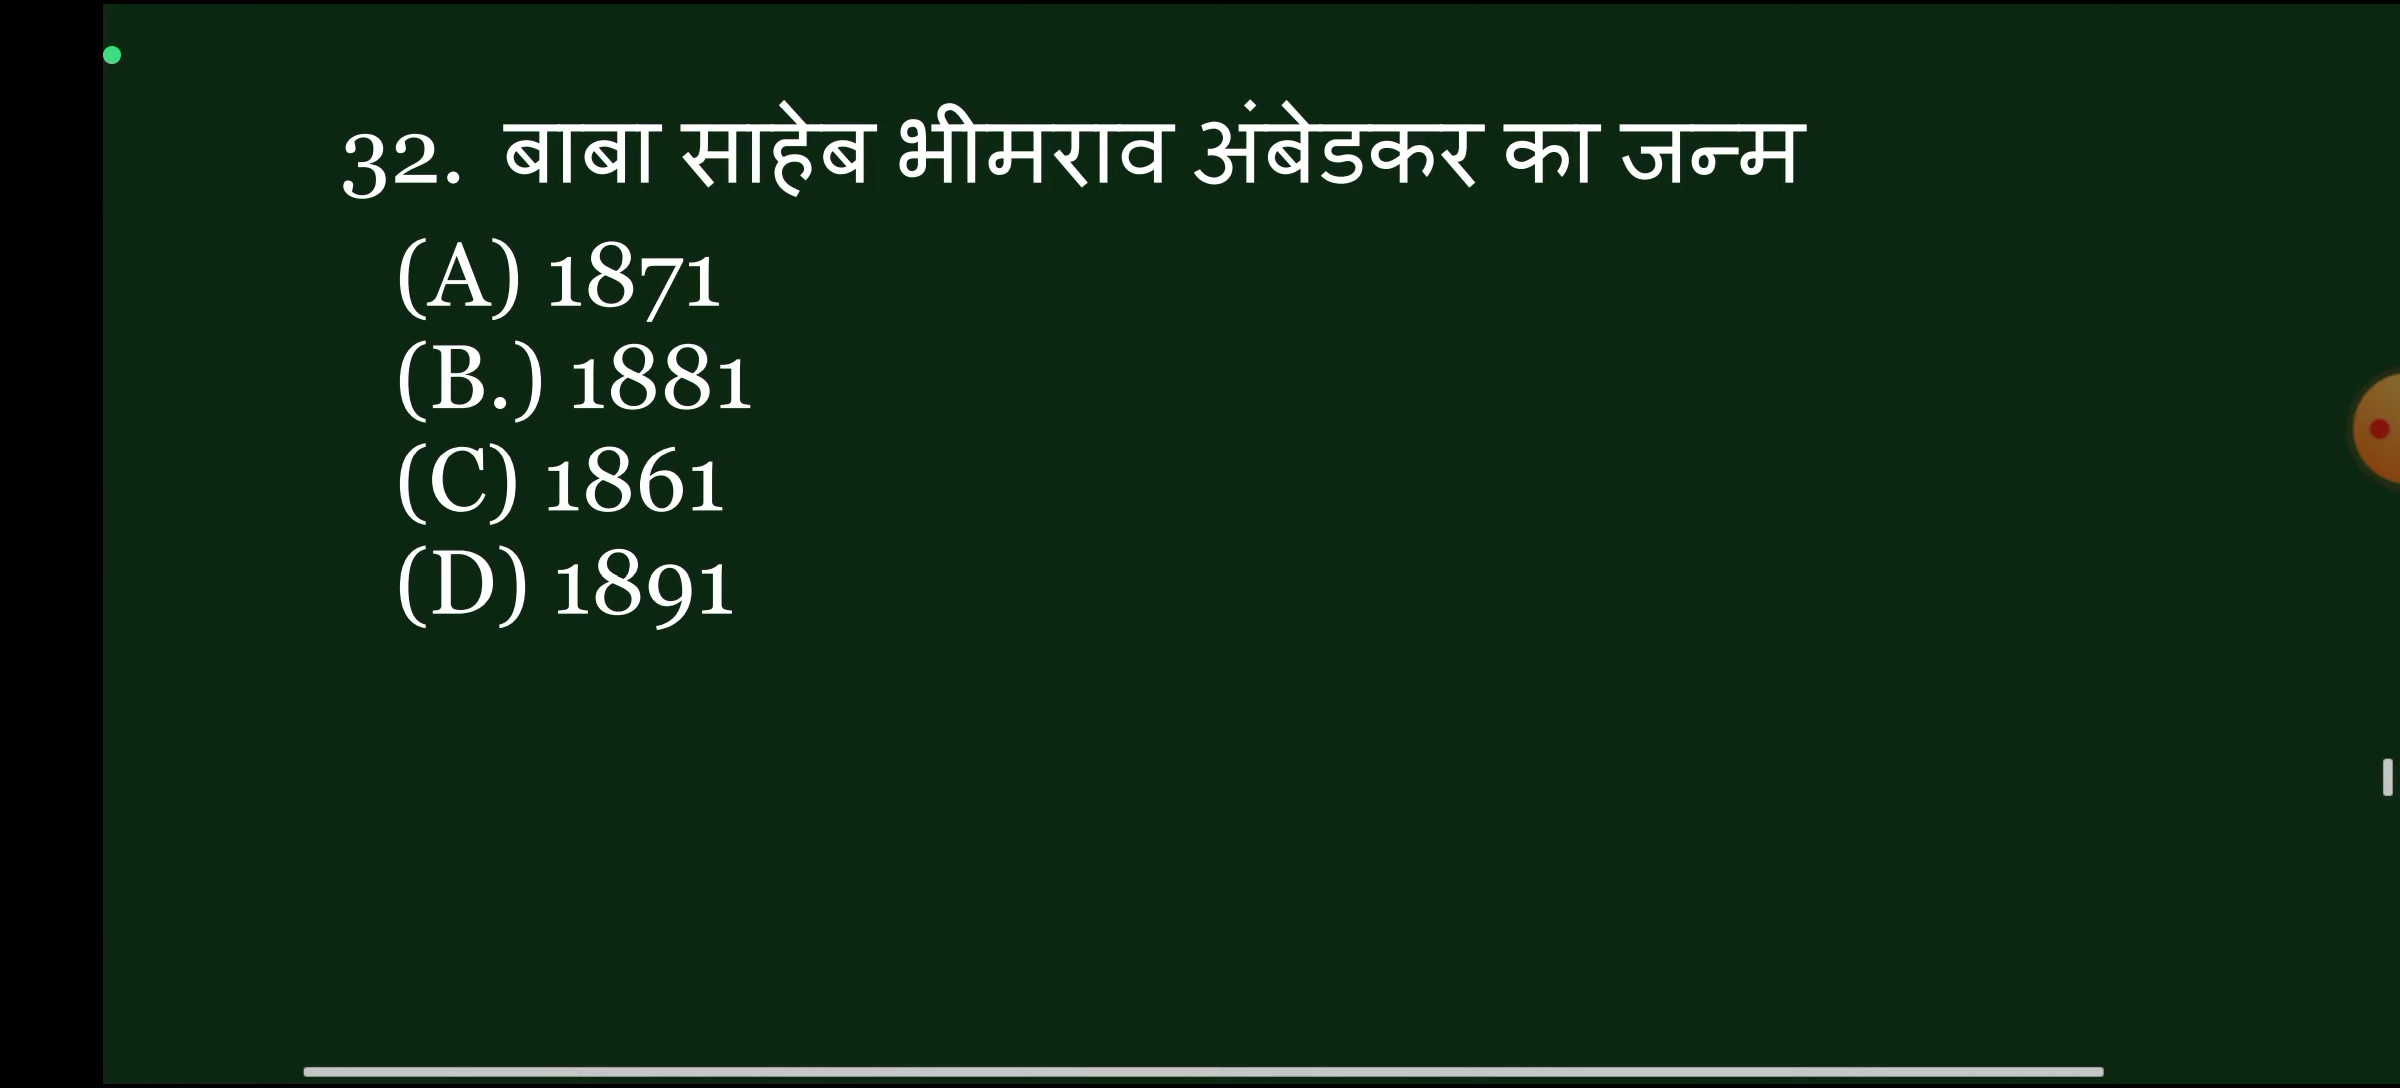 32. बाबा साहेब भीमराव अंबेडकर का जन्म
(A) 1871
(B.) 1881
(C) 1861
(D) 1891